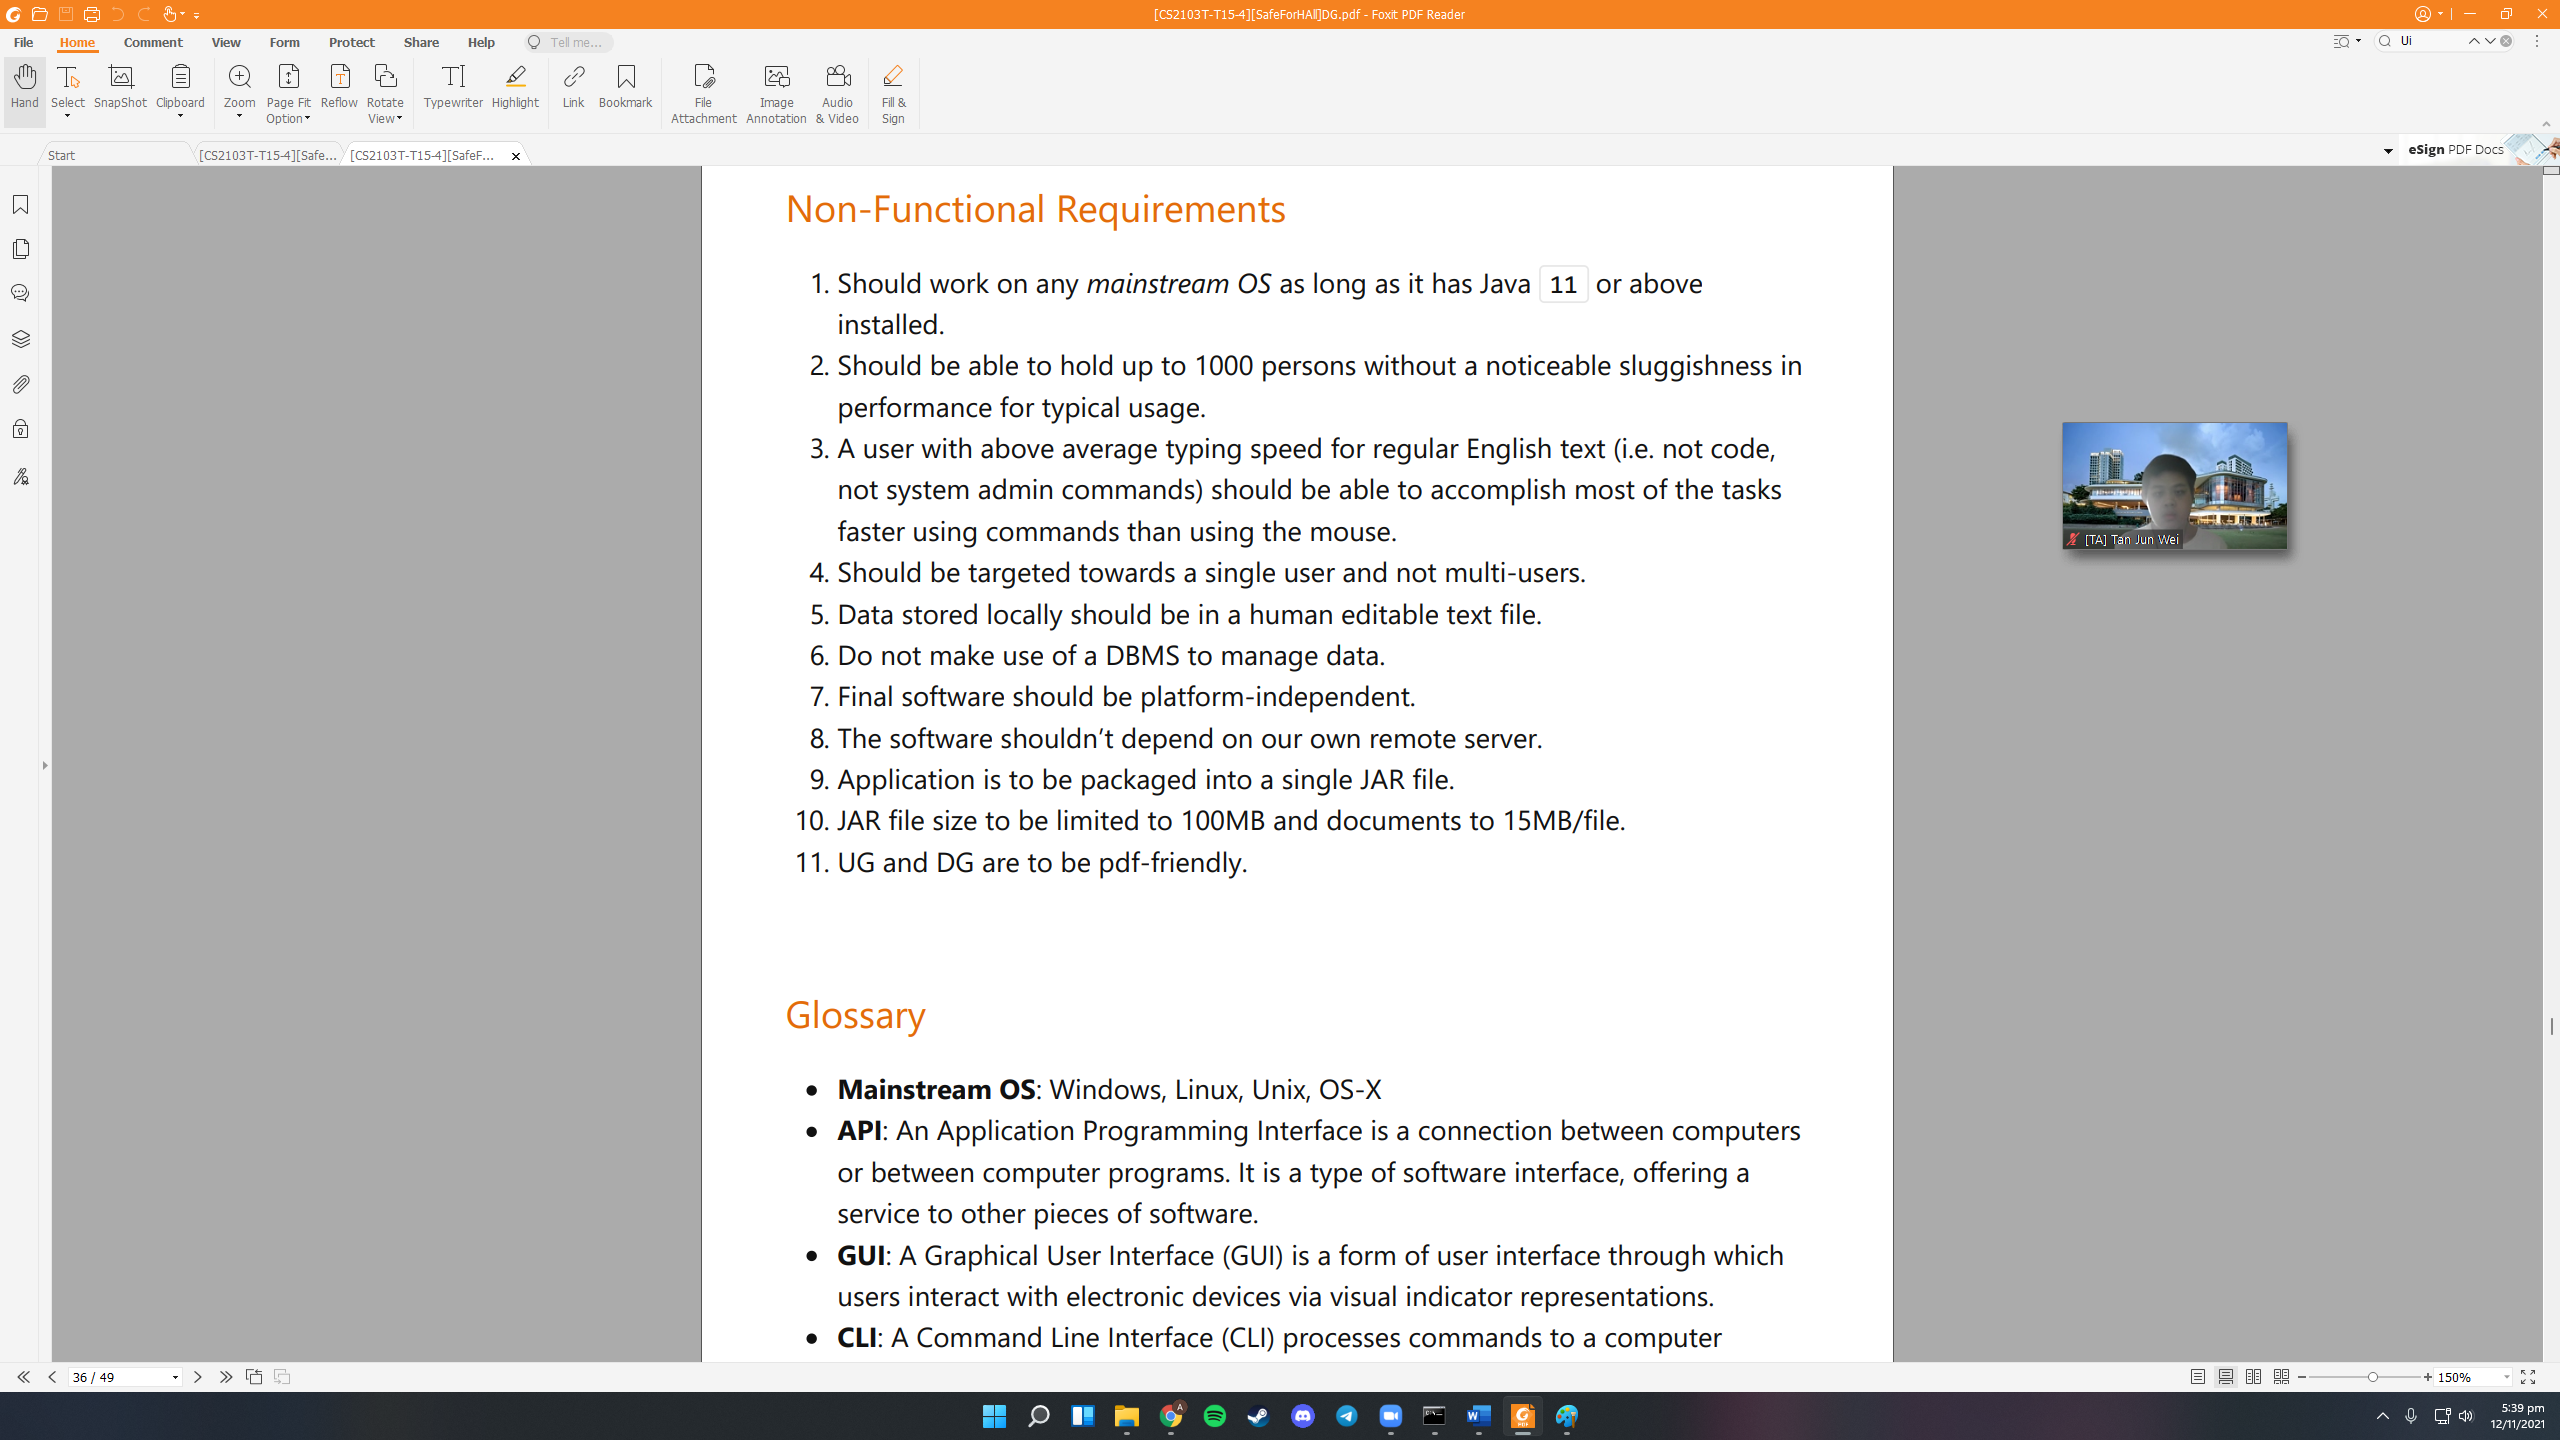 [CS2103T-T15-4][SafeForHAll]DG.pdf - Foxit PDF Reader
File Home Comment View Form Protect Share Help Tell me... Ui
Hand Select SnapShot Clipboard Zoom Page Fit Option Reflow Rotate View Typewriter Highlight Link Bookmark File Attachment Image Annotation Audio & Video Fill & Sign
Start [CS2103T-T15-4][Safe... [CS2103T-T15-4][SafeF... eSign PDF Docs
Non-Functional Requirements
1. Should work on any mainstream OS as long as it has Java 11 or above
installed.
2. Should be able to hold up to 1000 persons without a noticeable sluggishness in
performance for typical usage.
3. A user with above average typing speed for regular English text (i.e. not code,
not system admin commands) should be able to accomplish most of the tasks
faster using commands than using the mouse.
[TA] Tan Jun Wei
4. Should be targeted towards a single user and not multi-users.
5. Data stored locally should be in a human editable text file.
6. Do not make use of a DBMS to manage data.
7. Final software should be platform-independent.
8. The software shouldn’t depend on our own remote server.
9. Application is to be packaged into a single JAR file.
10. JAR file size to be limited to 100MB and documents to 15MB/file.
11. UG and DG are to be pdf-friendly.
Glossary
• Mainstream OS: Windows, Linux, Unix, OS-X
• API: An Application Programming Interface is a connection between computers
or between computer programs. It is a type of software interface, offering a
service to other pieces of software.
• GUI: A Graphical User Interface (GUI) is a form of user interface through which
users interact with electronic devices via visual indicator representations.
• CLI: A Command Line Interface (CLI) processes commands to a computer
36 / 49 150%
5:39 pm
12/11/2021